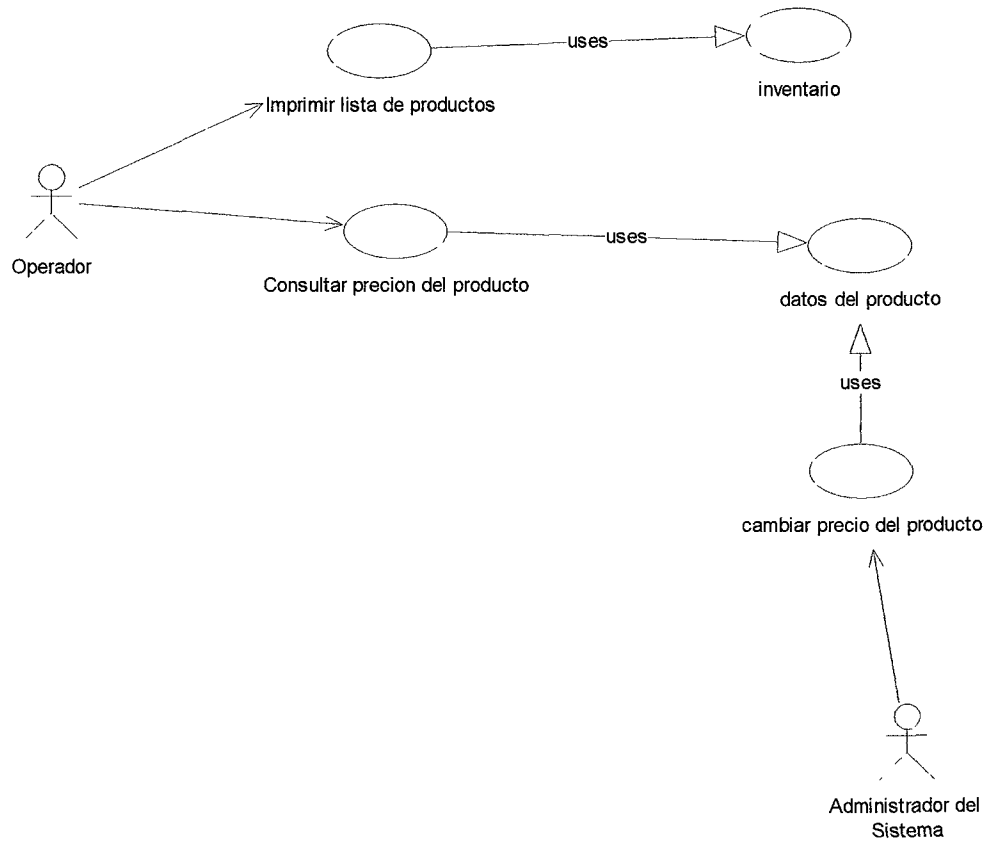 uses
inventario
Imprimir lista de productos
Operador
uses
Consultar precion del producto
datos del producto
uses
cambiar precio del producto
Administrador del
Sistema